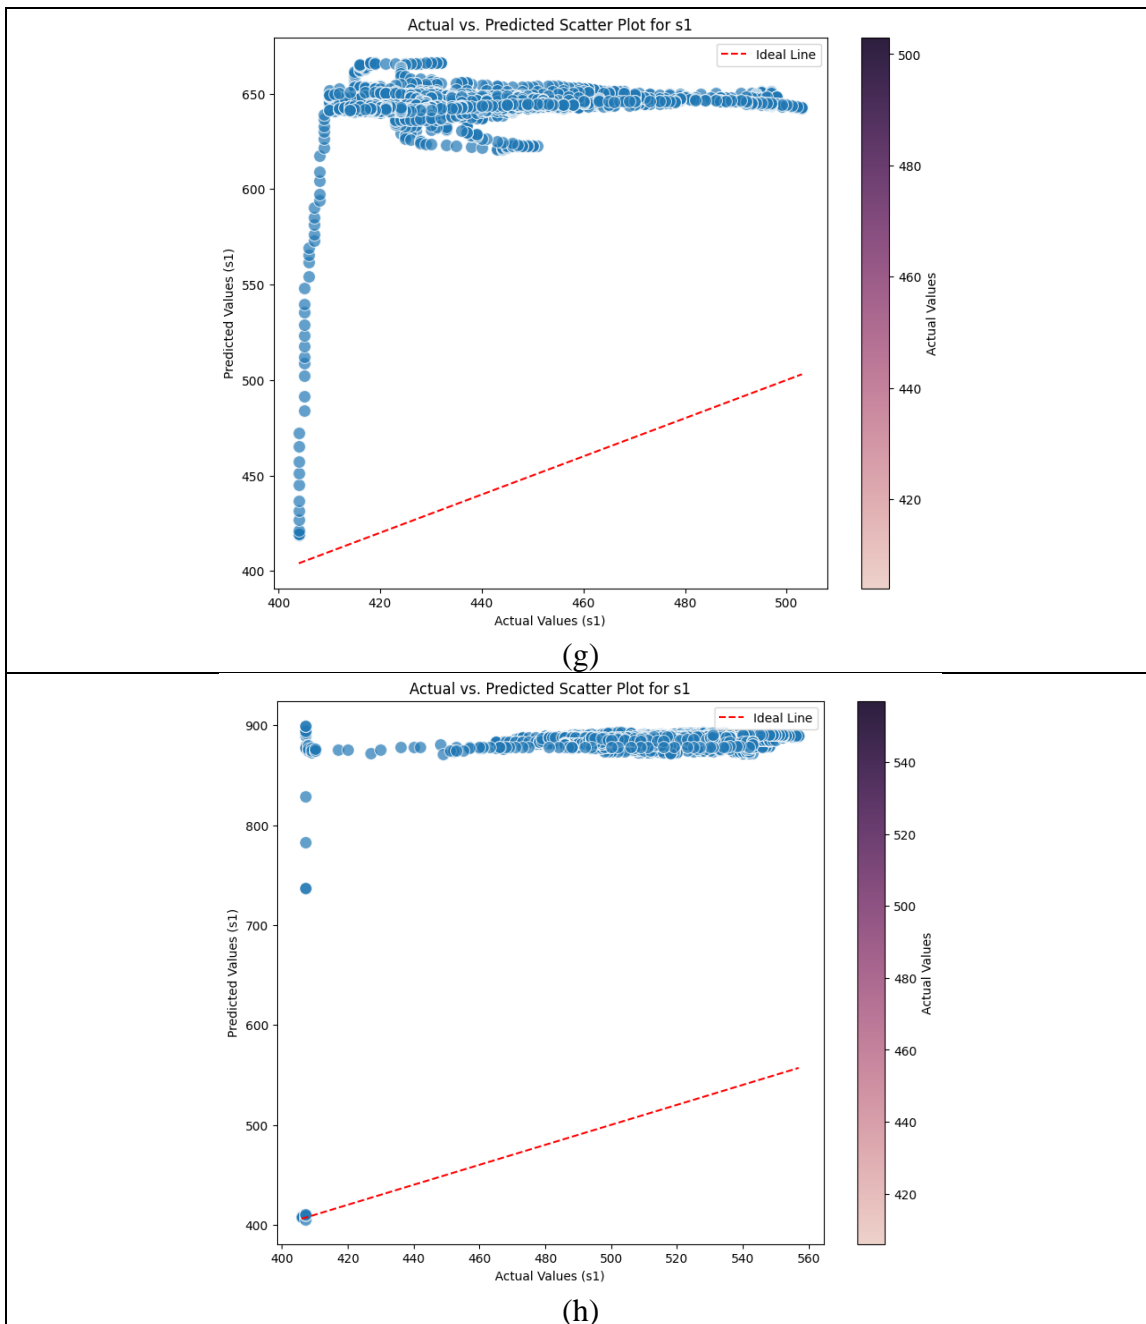 Actual vs. Predicted Scatter Plot for s1
Ideal Line
650
600
550
500
450
400
Predicted Values (s1)
400 420 440 460 480 500
Actual Values (s1)
500
480
460
440
420
Actual Values
(g)
Actual vs. Predicted Scatter Plot for s1
Ideal Line
900
800
700
600
500
400
Predicted Values (s1)
400 420 440 460 480 500 520 540 560
Actual Values (s1)
540
520
500
480
460
440
420
Actual Values
(h)